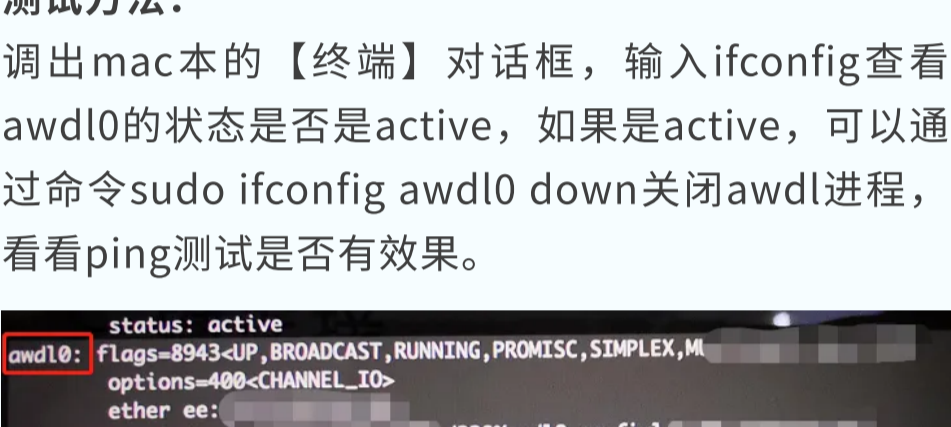 测试方法：
调出mac本的【终端】对话框，输入ifconfig查看
awdl0的状态是否是active，如果是active，可以通
过命令sudo ifconfig awdl0 down关闭awdl进程，
看看ping测试是否有效果。
status: active
awdl0: flags=8943<UP,BROADCAST,RUNNING,PROMISC,SIMPLEX,MU
options=400<CHANNEL_IO>
ether ee: